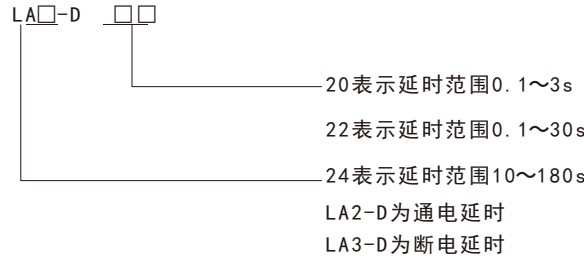 LA□-D □□
20表示延时范围0.1～3s
22表示延时范围0.1～30s
24表示延时范围10～180s
LA2-D为通电延时
LA3-D为断电延时